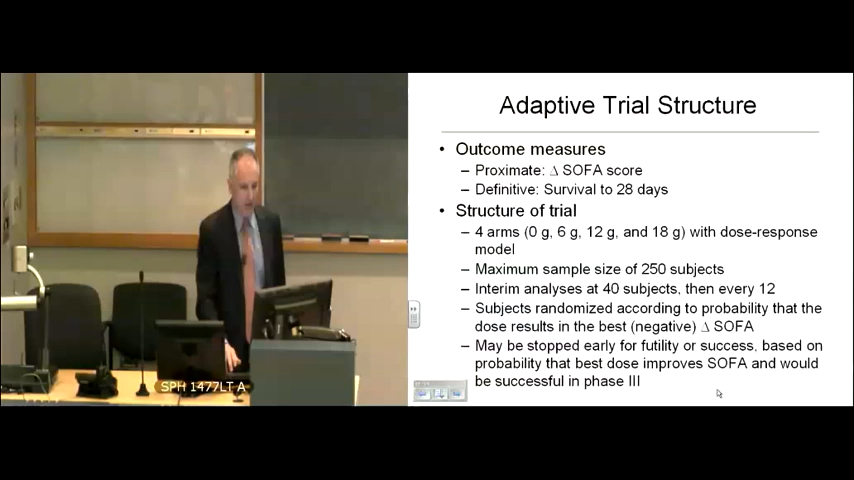 Adaptive Trial Structure
• Outcome measures
– Proximate: Δ SOFA score
– Definitive: Survival to 28 days
• Structure of trial
– 4 arms (0 g, 6 g, 12 g, and 18 g) with dose-response
model
– Maximum sample size of 250 subjects
– Interim analyses at 40 subjects, then every 12
– Subjects randomized according to probability that the
dose results in the best (negative) Δ SOFA
– May be stopped early for futility or success, based on
probability that best dose improves SOFA and would
be successful in phase III
SPH 1477LT A